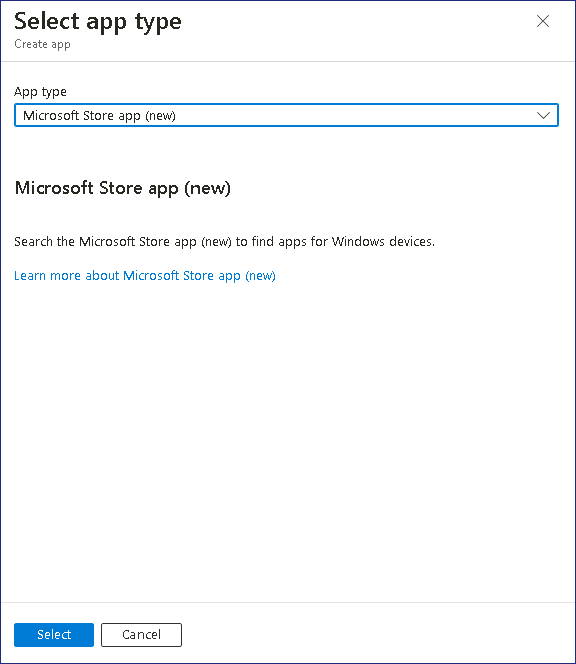 Select app type
Create app
App type
Microsoft Store app (new)
Microsoft Store app (new)
Search the Microsoft Store app (new) to find apps for Windows devices.
Learn more about Microsoft Store app (new)
Select
Cancel